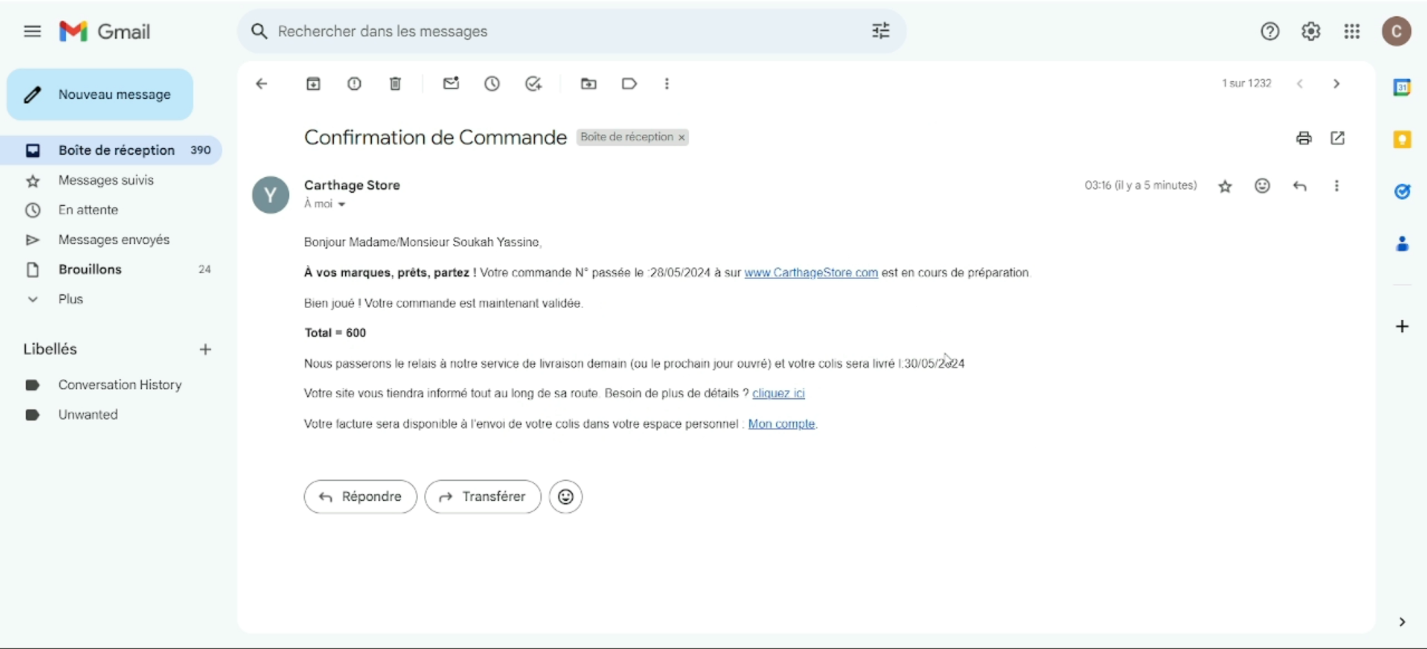 Gmail
Rechercher dans les messages
C
Nouveau message
1 sur 1232
31
Confirmation de Commande Boîte de réception ×
Boîte de réception 390
Messages suivis
Carthage Store
03:16 (il y a 5 minutes)
Y
À moi
En attente
Messages envoyés
Bonjour Madame/Monsieur Soukah Yassine,
Brouillons 24
À vos marques, prêts, partez ! Votre commande N° passée le :28/05/2024 à sur www.CarthageStore.com est en cours de préparation.
Plus
Bien joué ! Votre commande est maintenant validée.
Total = 600
Libellés
Nous passerons le relais à notre service de livraison demain (ou le prochain jour ouvré) et votre colis sera livré l:30/05/2024
Conversation History
Votre site vous tiendra informé tout au long de sa route. Besoin de plus de détails ? cliquez ici
Unwanted
Votre facture sera disponible à l'envoi de votre colis dans votre espace personnel : Mon compte.
Répondre
Transférer